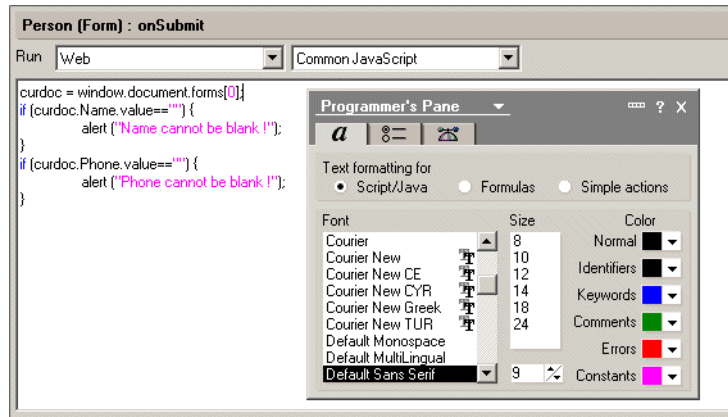 Person (Form) : onSubmit
Run Web Common JavaScript
curdoc = window.document.forms[0];
if (curdoc.Name.value=="") {
alert ("Name cannot be blank !");
}
if (curdoc.Phone.value=="") {
alert ("Phone cannot be blank !");
}
Programmer's Pane ? X
a
Text formatting for
Script/Java Formulas Simple actions
Font Size Color
Courier 8 Normal
Courier New 10 Identifiers
Courier New CE 12
Courier New CYR 14 Keywords
Courier New Greek 18
Courier New TUR 24 Comments
Default Monospace
Default MultiLingual Errors
Default Sans Serif 9 Constants